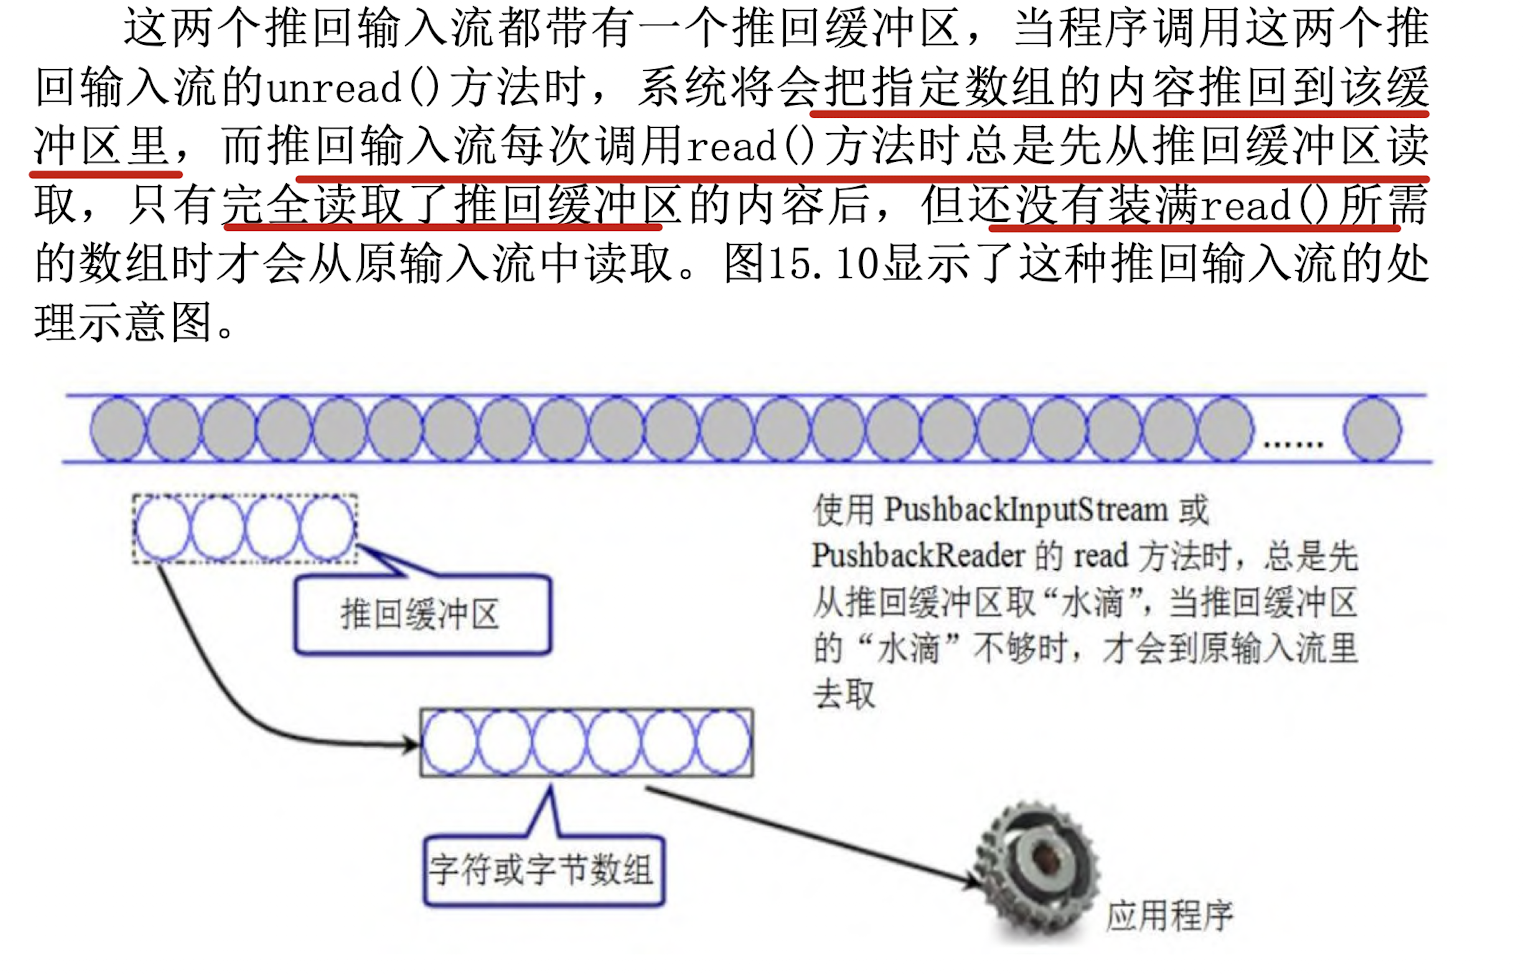 这两个推回输入流都带有一个推回缓冲区，当程序调用这两个推
回输入流的unread()方法时，系统将会把指定数组的内容推回到该缓
冲区里，而推回输入流每次调用read()方法时总是先从推回缓冲区读
取，只有完全读取了推回缓冲区的内容后，但还没有装满read()所需
的数组时才会从原输入流中读取。图15.10显示了这种推回输入流的处
理示意图。
......
使用 PushbackInputStream 或
PushbackReader 的 read 方法时，总是先
从推回缓冲区取“水滴”，当推回缓冲区
的“水滴”不够时，才会到原输入流里
去取
推回缓冲区
字符或字节数组
应用程序